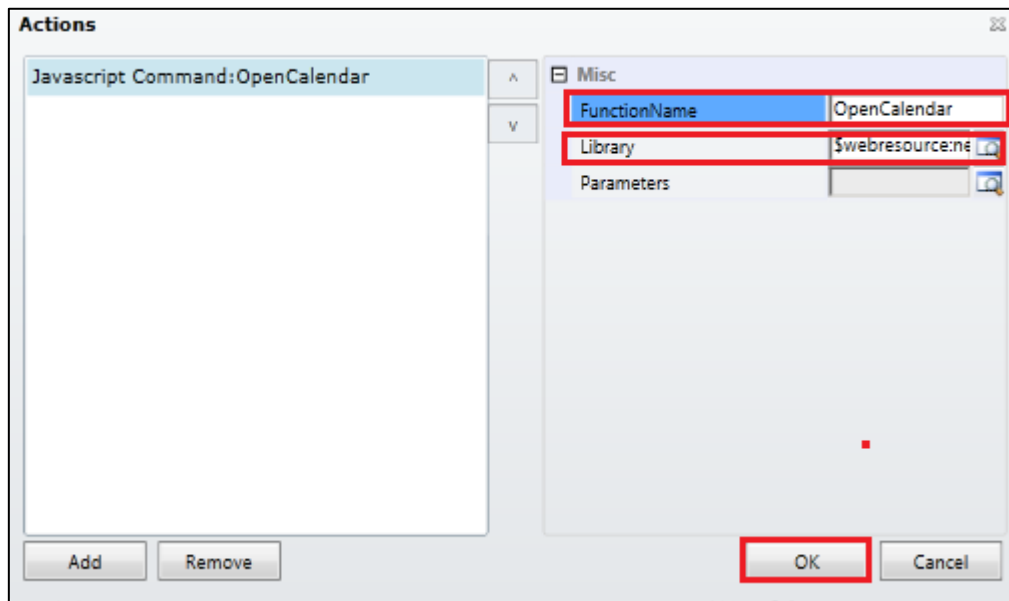 Actions
Javascript Command:OpenCalendar
^
v
Misc
FunctionName OpenCalendar
Library $webresource:ne
Parameters
Add Remove OK Cancel